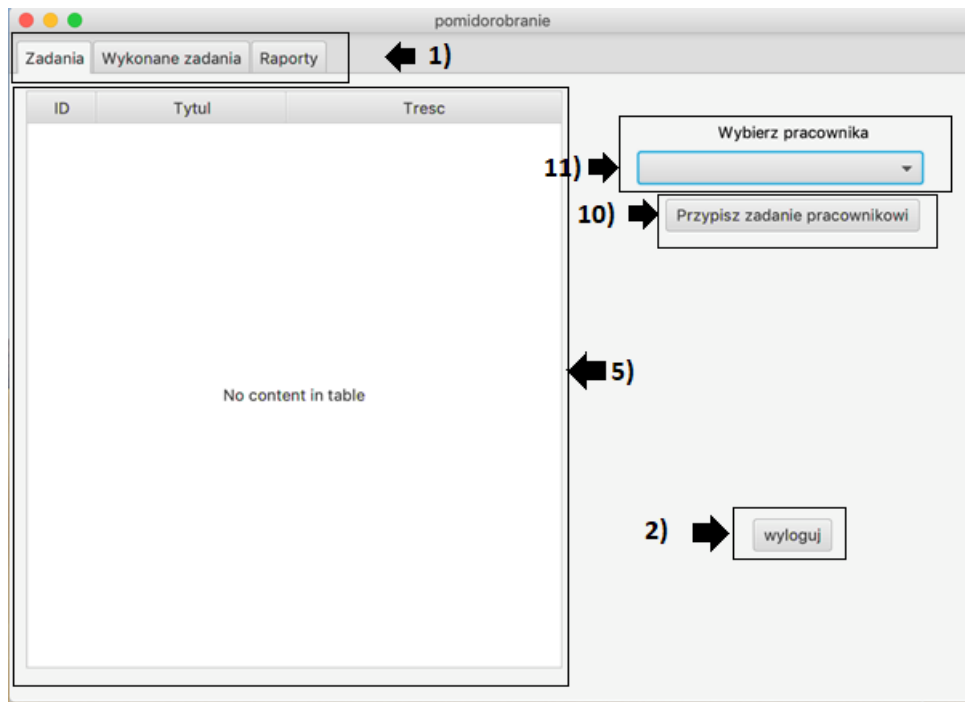 pomidorobranie
Zadania Wykonane zadania Raporty 1)
ID Tytul Tresc
Wybierz pracownika
11)
10) Przypisz zadanie pracownikowi
5)
No content in table
2) wyloguj